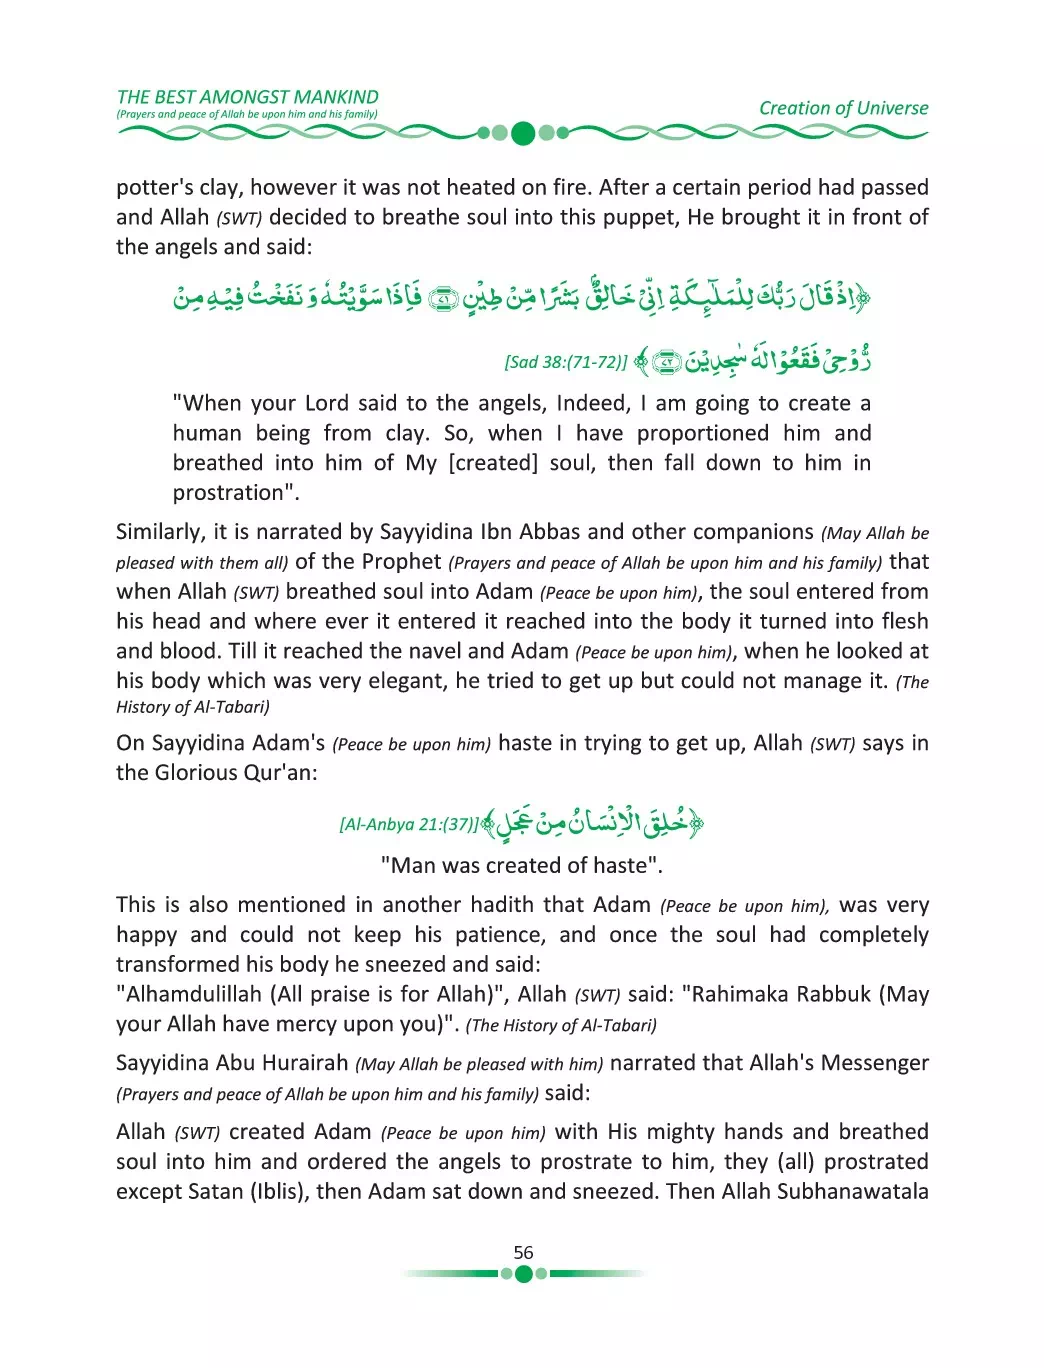 THE BEST AMONGST MANKIND
(Prayers and peace of Allah be upon him and his family)
Creation of Universe
potter's clay, however it was not heated on fire. After a certain period had passed
and Allah (SWT) decided to breathe soul into this puppet, He brought it in front of
the angels and said:
﴿اِذْ قَالَ رَبُّكَ لِلْمَلٰٓئِكَةِ اِنِّیْ خَالِقٌۢ بَشَرًا مِّنْ طِیْنٍ ﴿۷۱﴾ فَاِذَا سَوَّیْتُهٗ وَ نَفَخْتُ فِیْهِ مِنْ
رُّوْحِیْ فَقَعُوْا لَهٗ سٰجِدِیْنَ ﴿۷۲﴾﴾ [Sad 38:(71-72)]
"When your Lord said to the angels, Indeed, I am going to create a
human being from clay. So, when I have proportioned him and
breathed into him of My [created] soul, then fall down to him in
prostration".
Similarly, it is narrated by Sayyidina Ibn Abbas and other companions (May Allah be
pleased with them all) of the Prophet (Prayers and peace of Allah be upon him and his family) that
when Allah (SWT) breathed soul into Adam (Peace be upon him), the soul entered from
his head and where ever it entered it reached into the body it turned into flesh
and blood. Till it reached the navel and Adam (Peace be upon him), when he looked at
his body which was very elegant, he tried to get up but could not manage it. (The
History of Al-Tabari)
On Sayyidina Adam's (Peace be upon him) haste in trying to get up, Allah (SWT) says in
the Glorious Qur'an:
﴿خُلِقَ الْاِنْسَانُ مِنْ عَجَلٍ﴾ [Al-Anbya 21:(37)]
"Man was created of haste".
This is also mentioned in another hadith that Adam (Peace be upon him), was very
happy and could not keep his patience, and once the soul had completely
transformed his body he sneezed and said:
"Alhamdulillah (All praise is for Allah)", Allah (SWT) said: "Rahimaka Rabbuk (May
your Allah have mercy upon you)". (The History of Al-Tabari)
Sayyidina Abu Hurairah (May Allah be pleased with him) narrated that Allah's Messenger
(Prayers and peace of Allah be upon him and his family) said:
Allah (SWT) created Adam (Peace be upon him) with His mighty hands and breathed
soul into him and ordered the angels to prostrate to him, they (all) prostrated
except Satan (Iblis), then Adam sat down and sneezed. Then Allah Subhanawatala
56